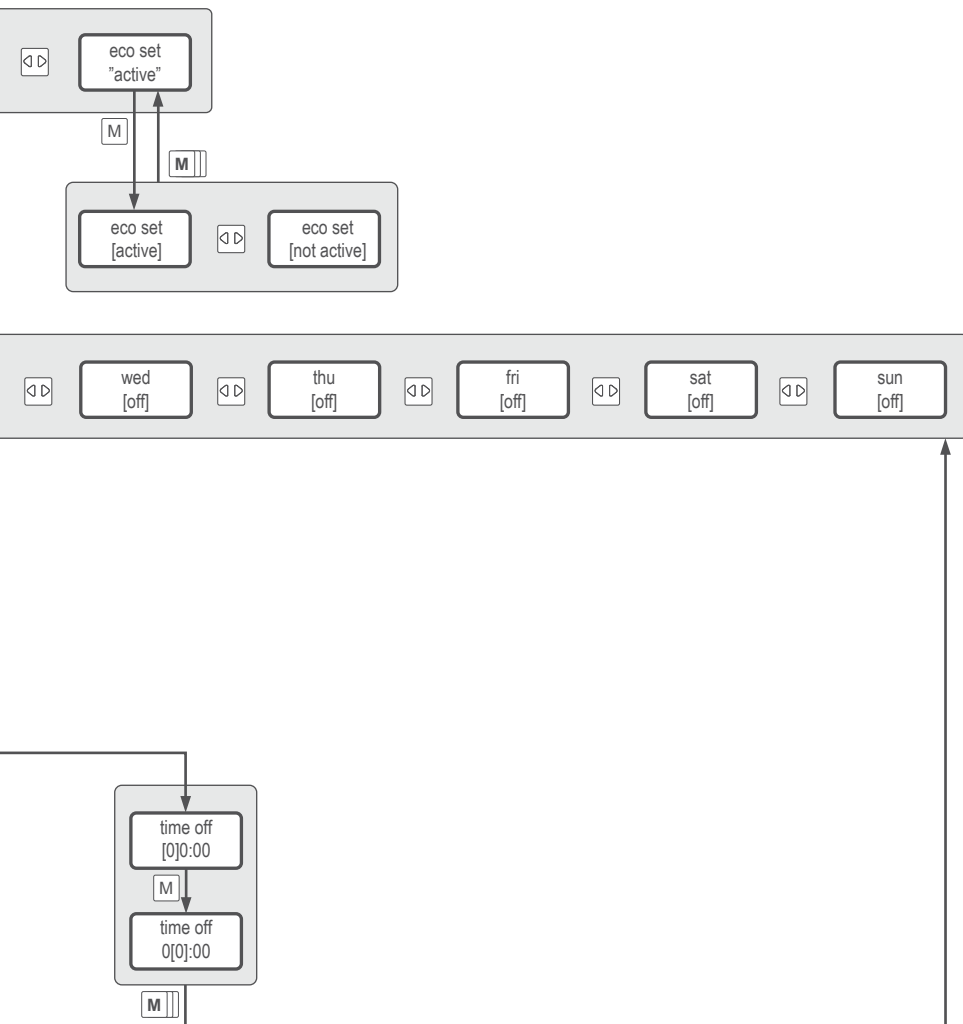 eco set
"active"
M
M
eco set
[active]
eco set
[not active]
wed
[off]
thu
[off]
fri
[off]
sat
[off]
sun
[off]
time off
[0]0:00
M
time off
0[0]:00
M